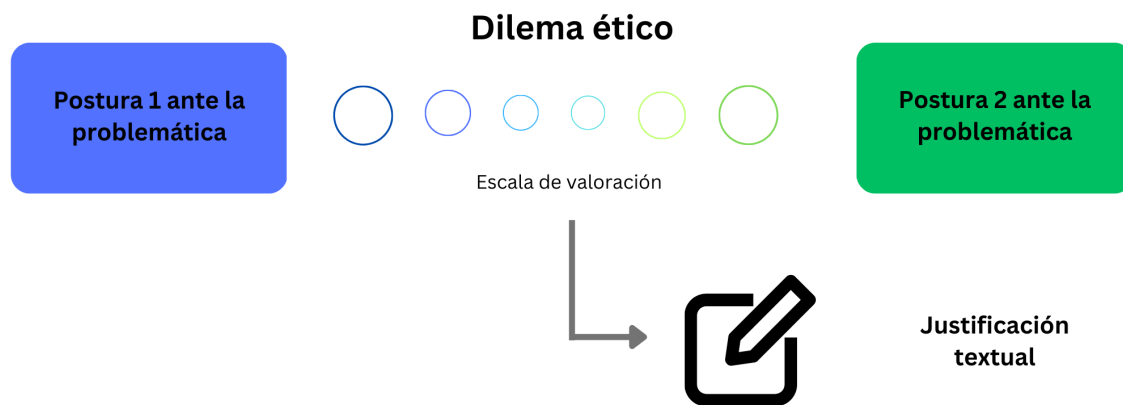 Dilema ético
Postura 1 ante la
problemática
Postura 2 ante la
problemática
Escala de valoración
Justificación
textual